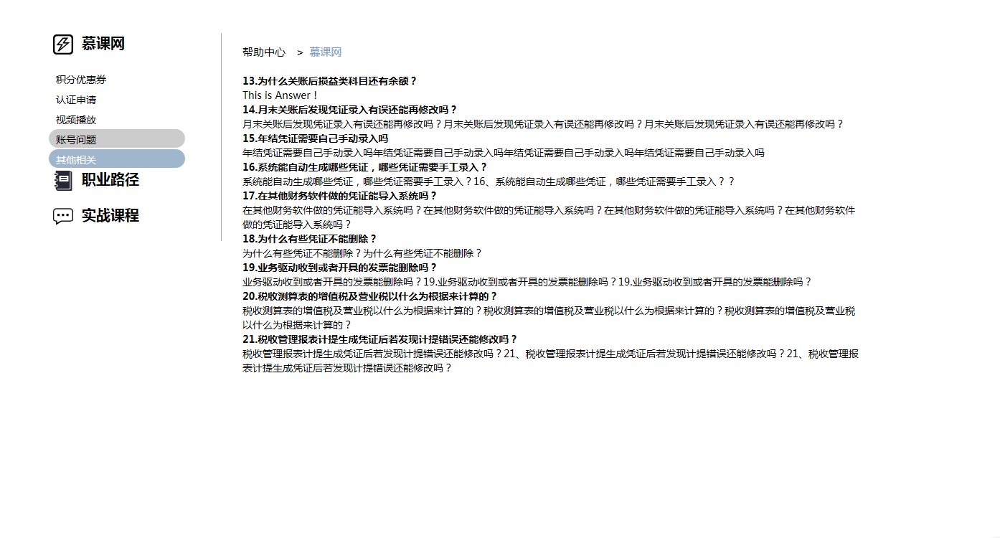 慕课网
积分优惠券
认证申请
视频播放
账号问题
其他相关
职业路径
实战课程
帮助中心 > 慕课网
13.为什么关账后损益类科目还有余额？
This is Answer！
14.月末关账后发现凭证录入有误还能再修改吗？
月末关账后发现凭证录入有误还能再修改吗？月末关账后发现凭证录入有误还能再修改吗？月末关账后发现凭证录入有误还能再修改吗？
15.年结凭证需要自己手动录入吗
年结凭证需要自己手动录入吗年结凭证需要自己手动录入吗年结凭证需要自己手动录入吗年结凭证需要自己手动录入吗
16.系统能自动生成哪些凭证，哪些凭证需要手工录入？
系统能自动生成哪些凭证，哪些凭证需要手工录入？16、系统能自动生成哪些凭证，哪些凭证需要手工录入？？
17.在其他财务软件做的凭证能导入系统吗？
在其他财务软件做的凭证能导入系统吗？在其他财务软件做的凭证能导入系统吗？在其他财务软件做的凭证能导入系统吗？在其他财务软件
做的凭证能导入系统吗？
18.为什么有些凭证不能删除？
为什么有些凭证不能删除？为什么有些凭证不能删除？
19.业务驱动收到或者开具的发票能删除吗？
业务驱动收到或者开具的发票能删除吗？19.业务驱动收到或者开具的发票能删除吗？19.业务驱动收到或者开具的发票能删除吗？
20.税收测算表的增值税及营业税以什么为根据来计算的？
税收测算表的增值税及营业税以什么为根据来计算的？税收测算表的增值税及营业税以什么为根据来计算的？税收测算表的增值税及营业税
以什么为根据来计算的？
21.税收管理报表计提生成凭证后若发现计提错误还能修改吗？
税收管理报表计提生成凭证后若发现计提错误还能修改吗？21、税收管理报表计提生成凭证后若发现计提错误还能修改吗？21、税收管理报
表计提生成凭证后若发现计提错误还能修改吗？